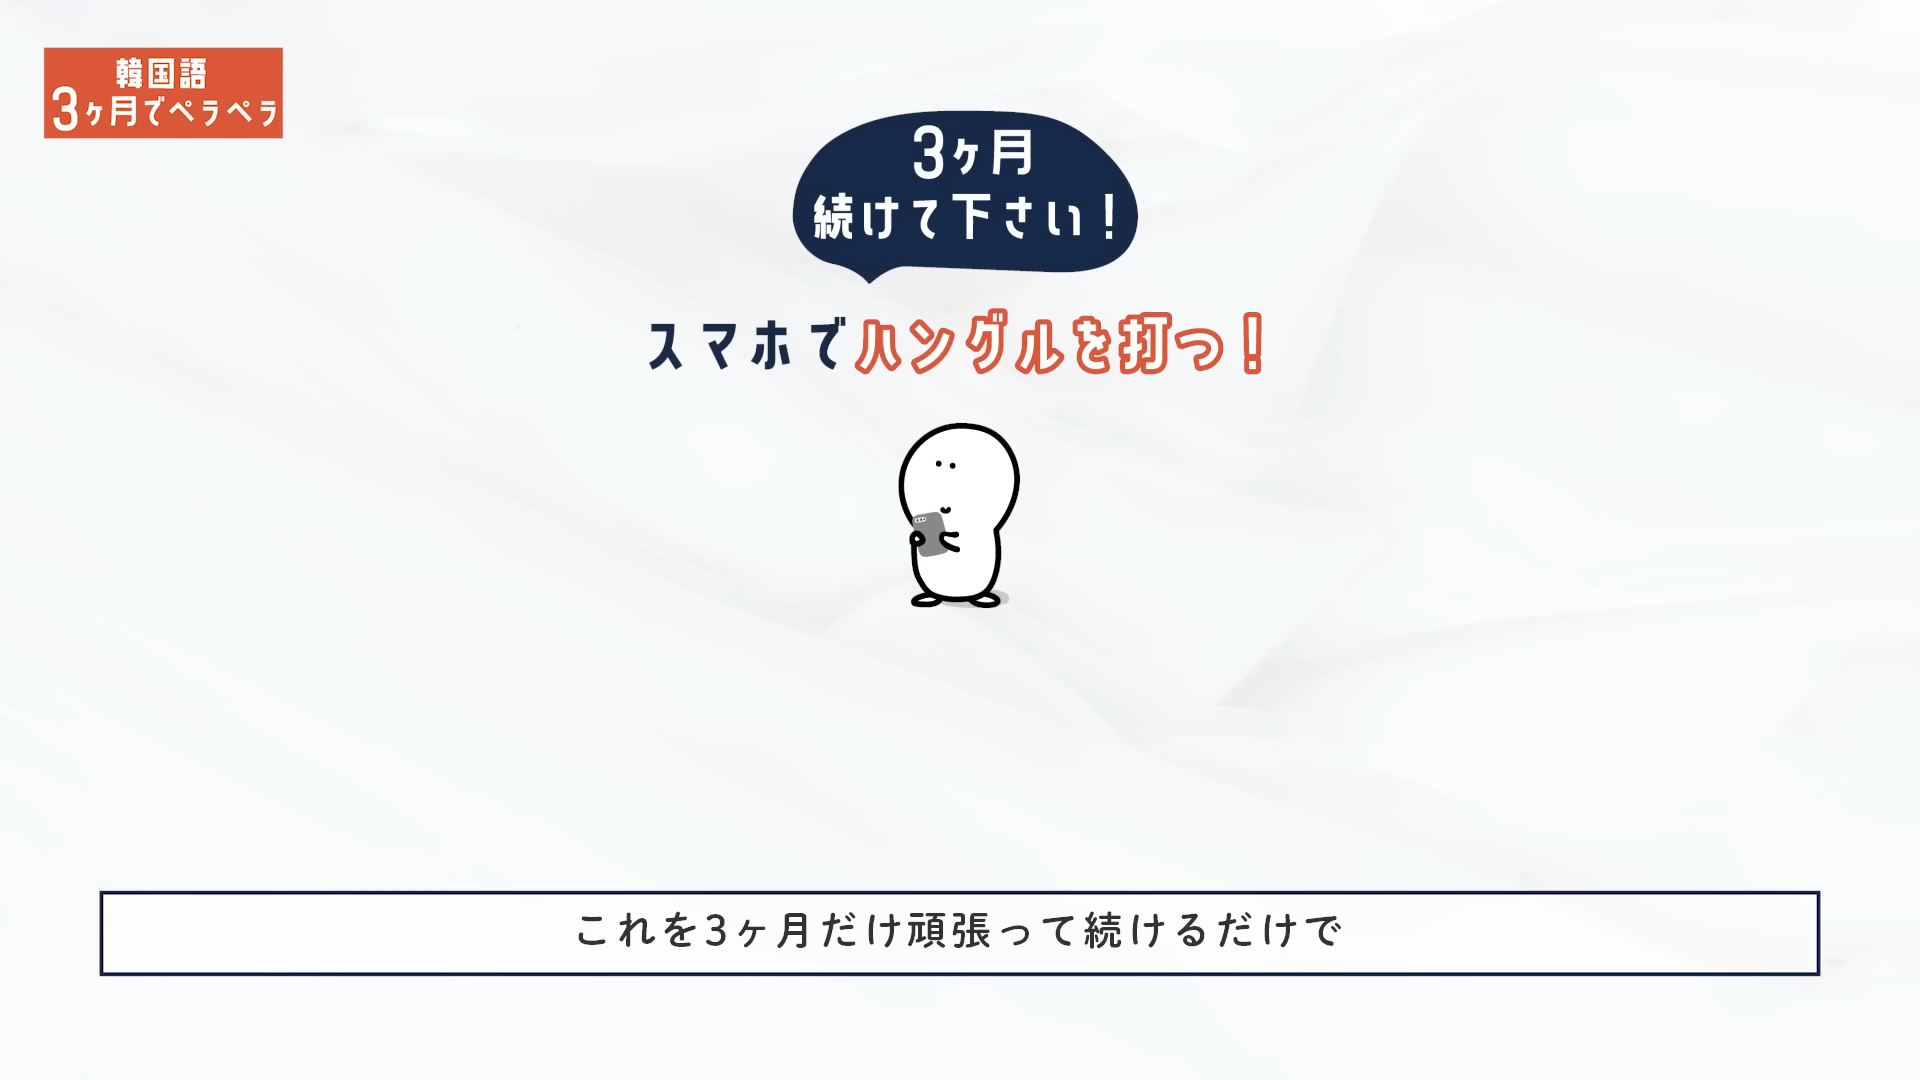 韓国語
3ヶ月でペラペラ
3ヶ月
続けて下さい!
スマホでハングルを打つ!
これを3ヶ月だけ頑張って続けるだけで